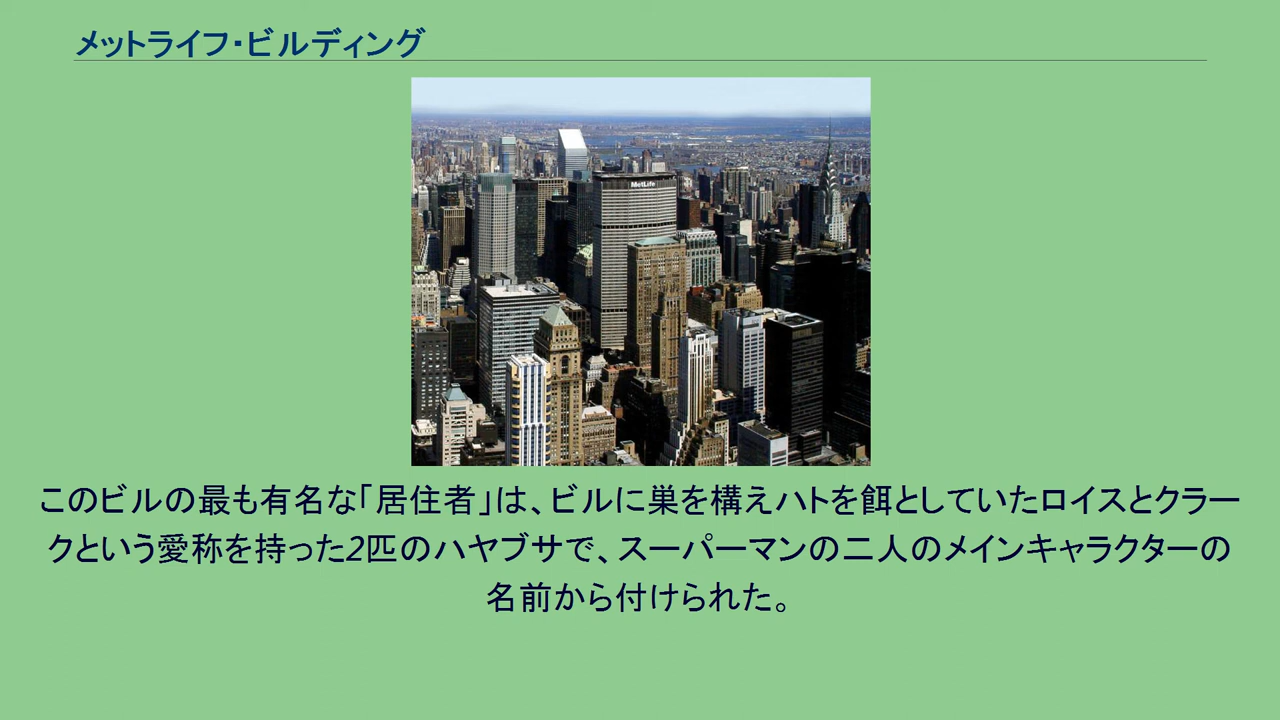 メットライフ・ビルディング
MetLife
このビルの最も有名な「居住者」は、ビルに巣を構えハトを餌としていたロイスとクラー
クという愛称を持った2匹のハヤブサで、スーパーマンの二人のメインキャラクターの
名前から付けられた。